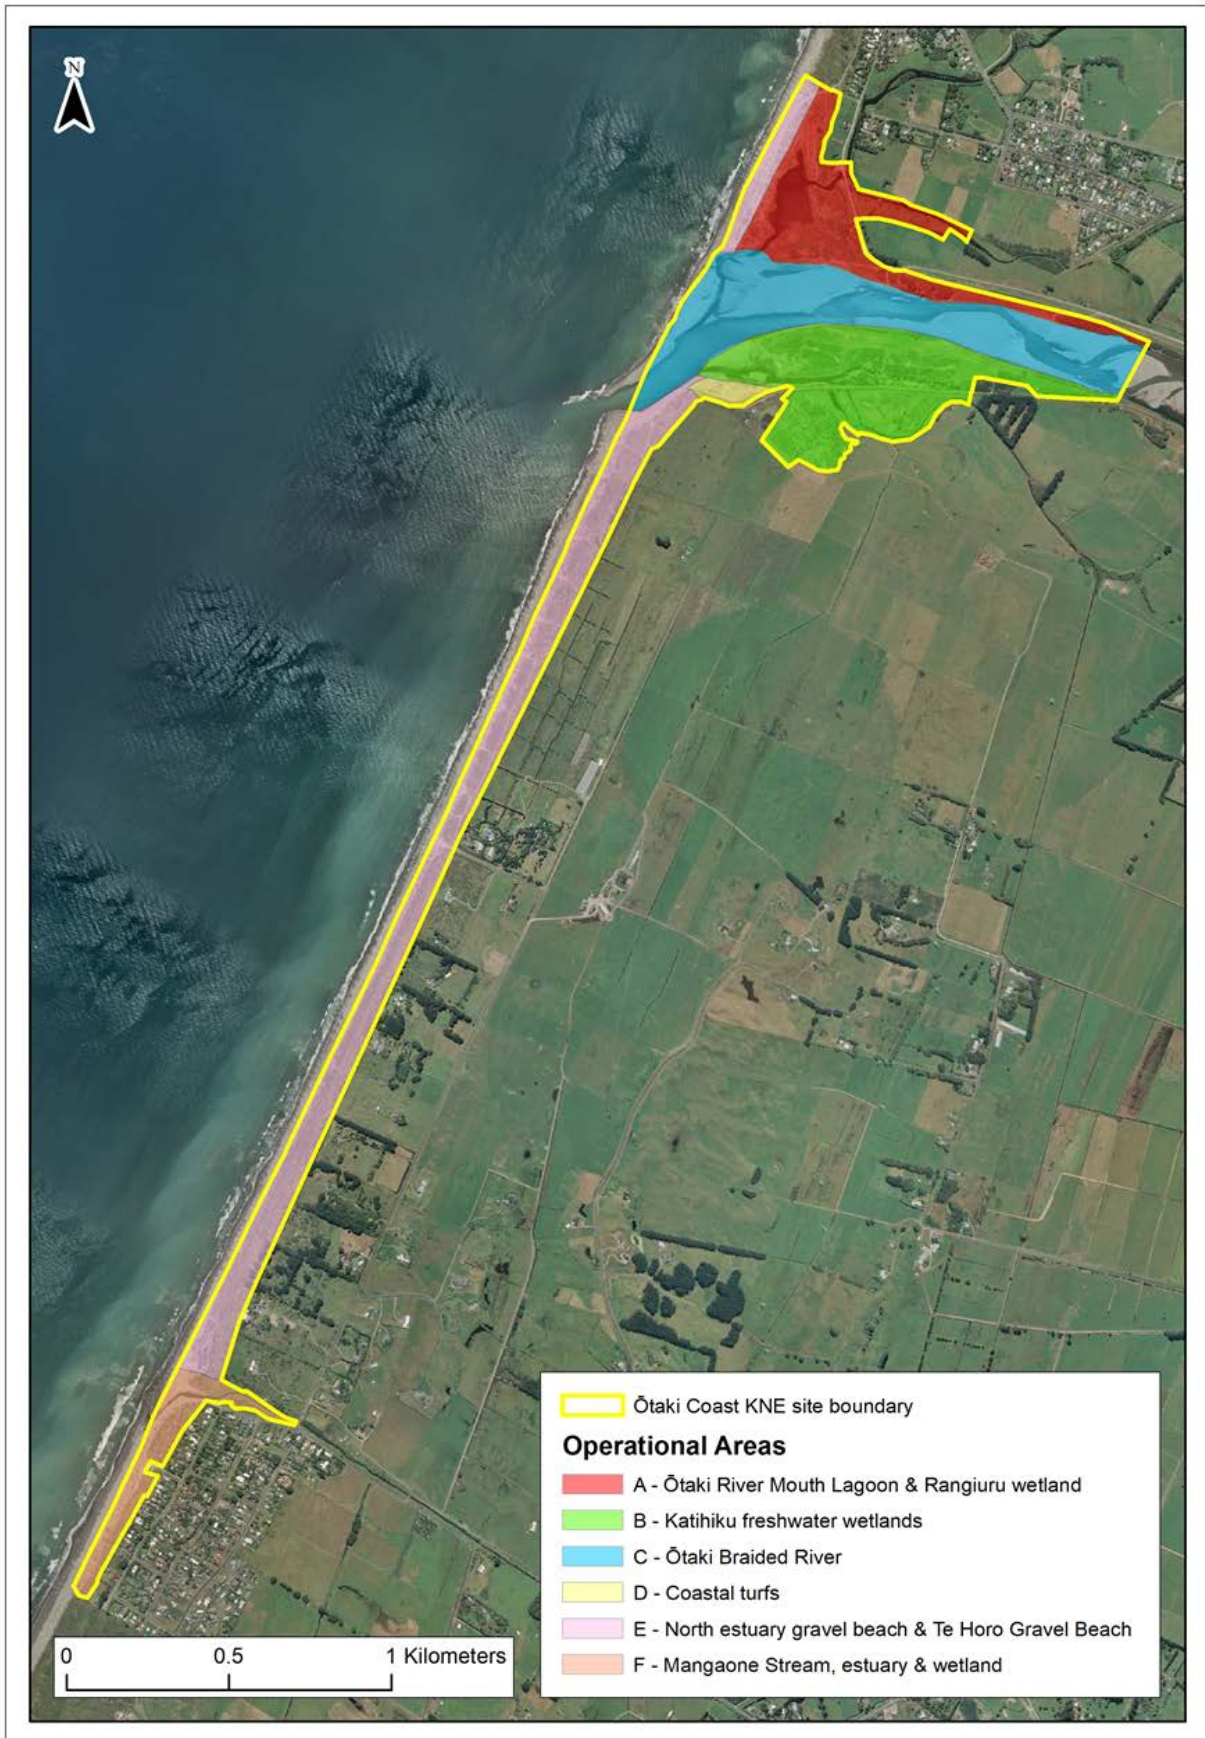 N
Ōtaki Coast KNE site boundary
Operational Areas
A - Ōtaki River Mouth Lagoon & Rangiuru wetland
B - Katihiku freshwater wetlands
C - Ōtaki Braided River
D - Coastal turfs
E - North estuary gravel beach & Te Horo Gravel Beach
F - Mangaone Stream, estuary & wetland
0 0.5 1 Kilometers